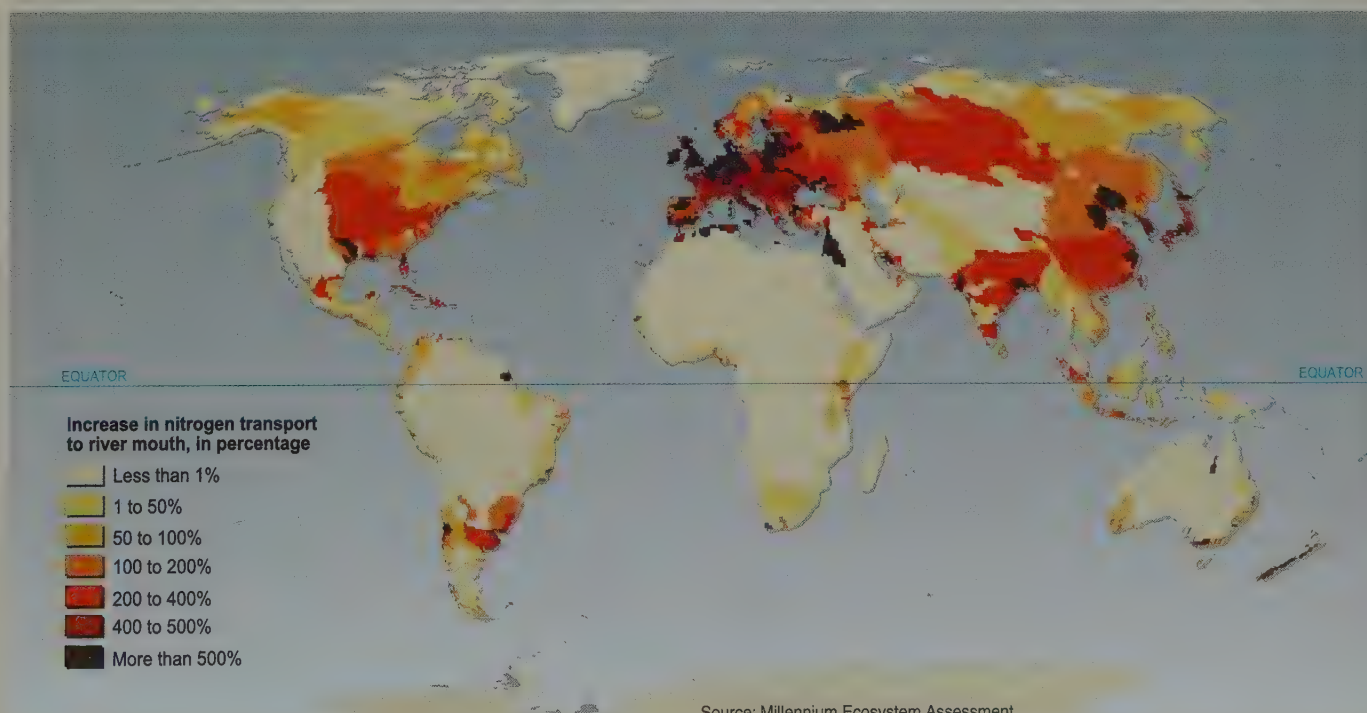 EQUATOR
EQUATOR
Increase in nitrogen transport
to river mouth, in percentage
Less than 1%
1 to 50%
50 to 100%
100 to 200%
200 to 400%
400 to 500%
More than 500%
Source: Millennium Ecosystem Assessment